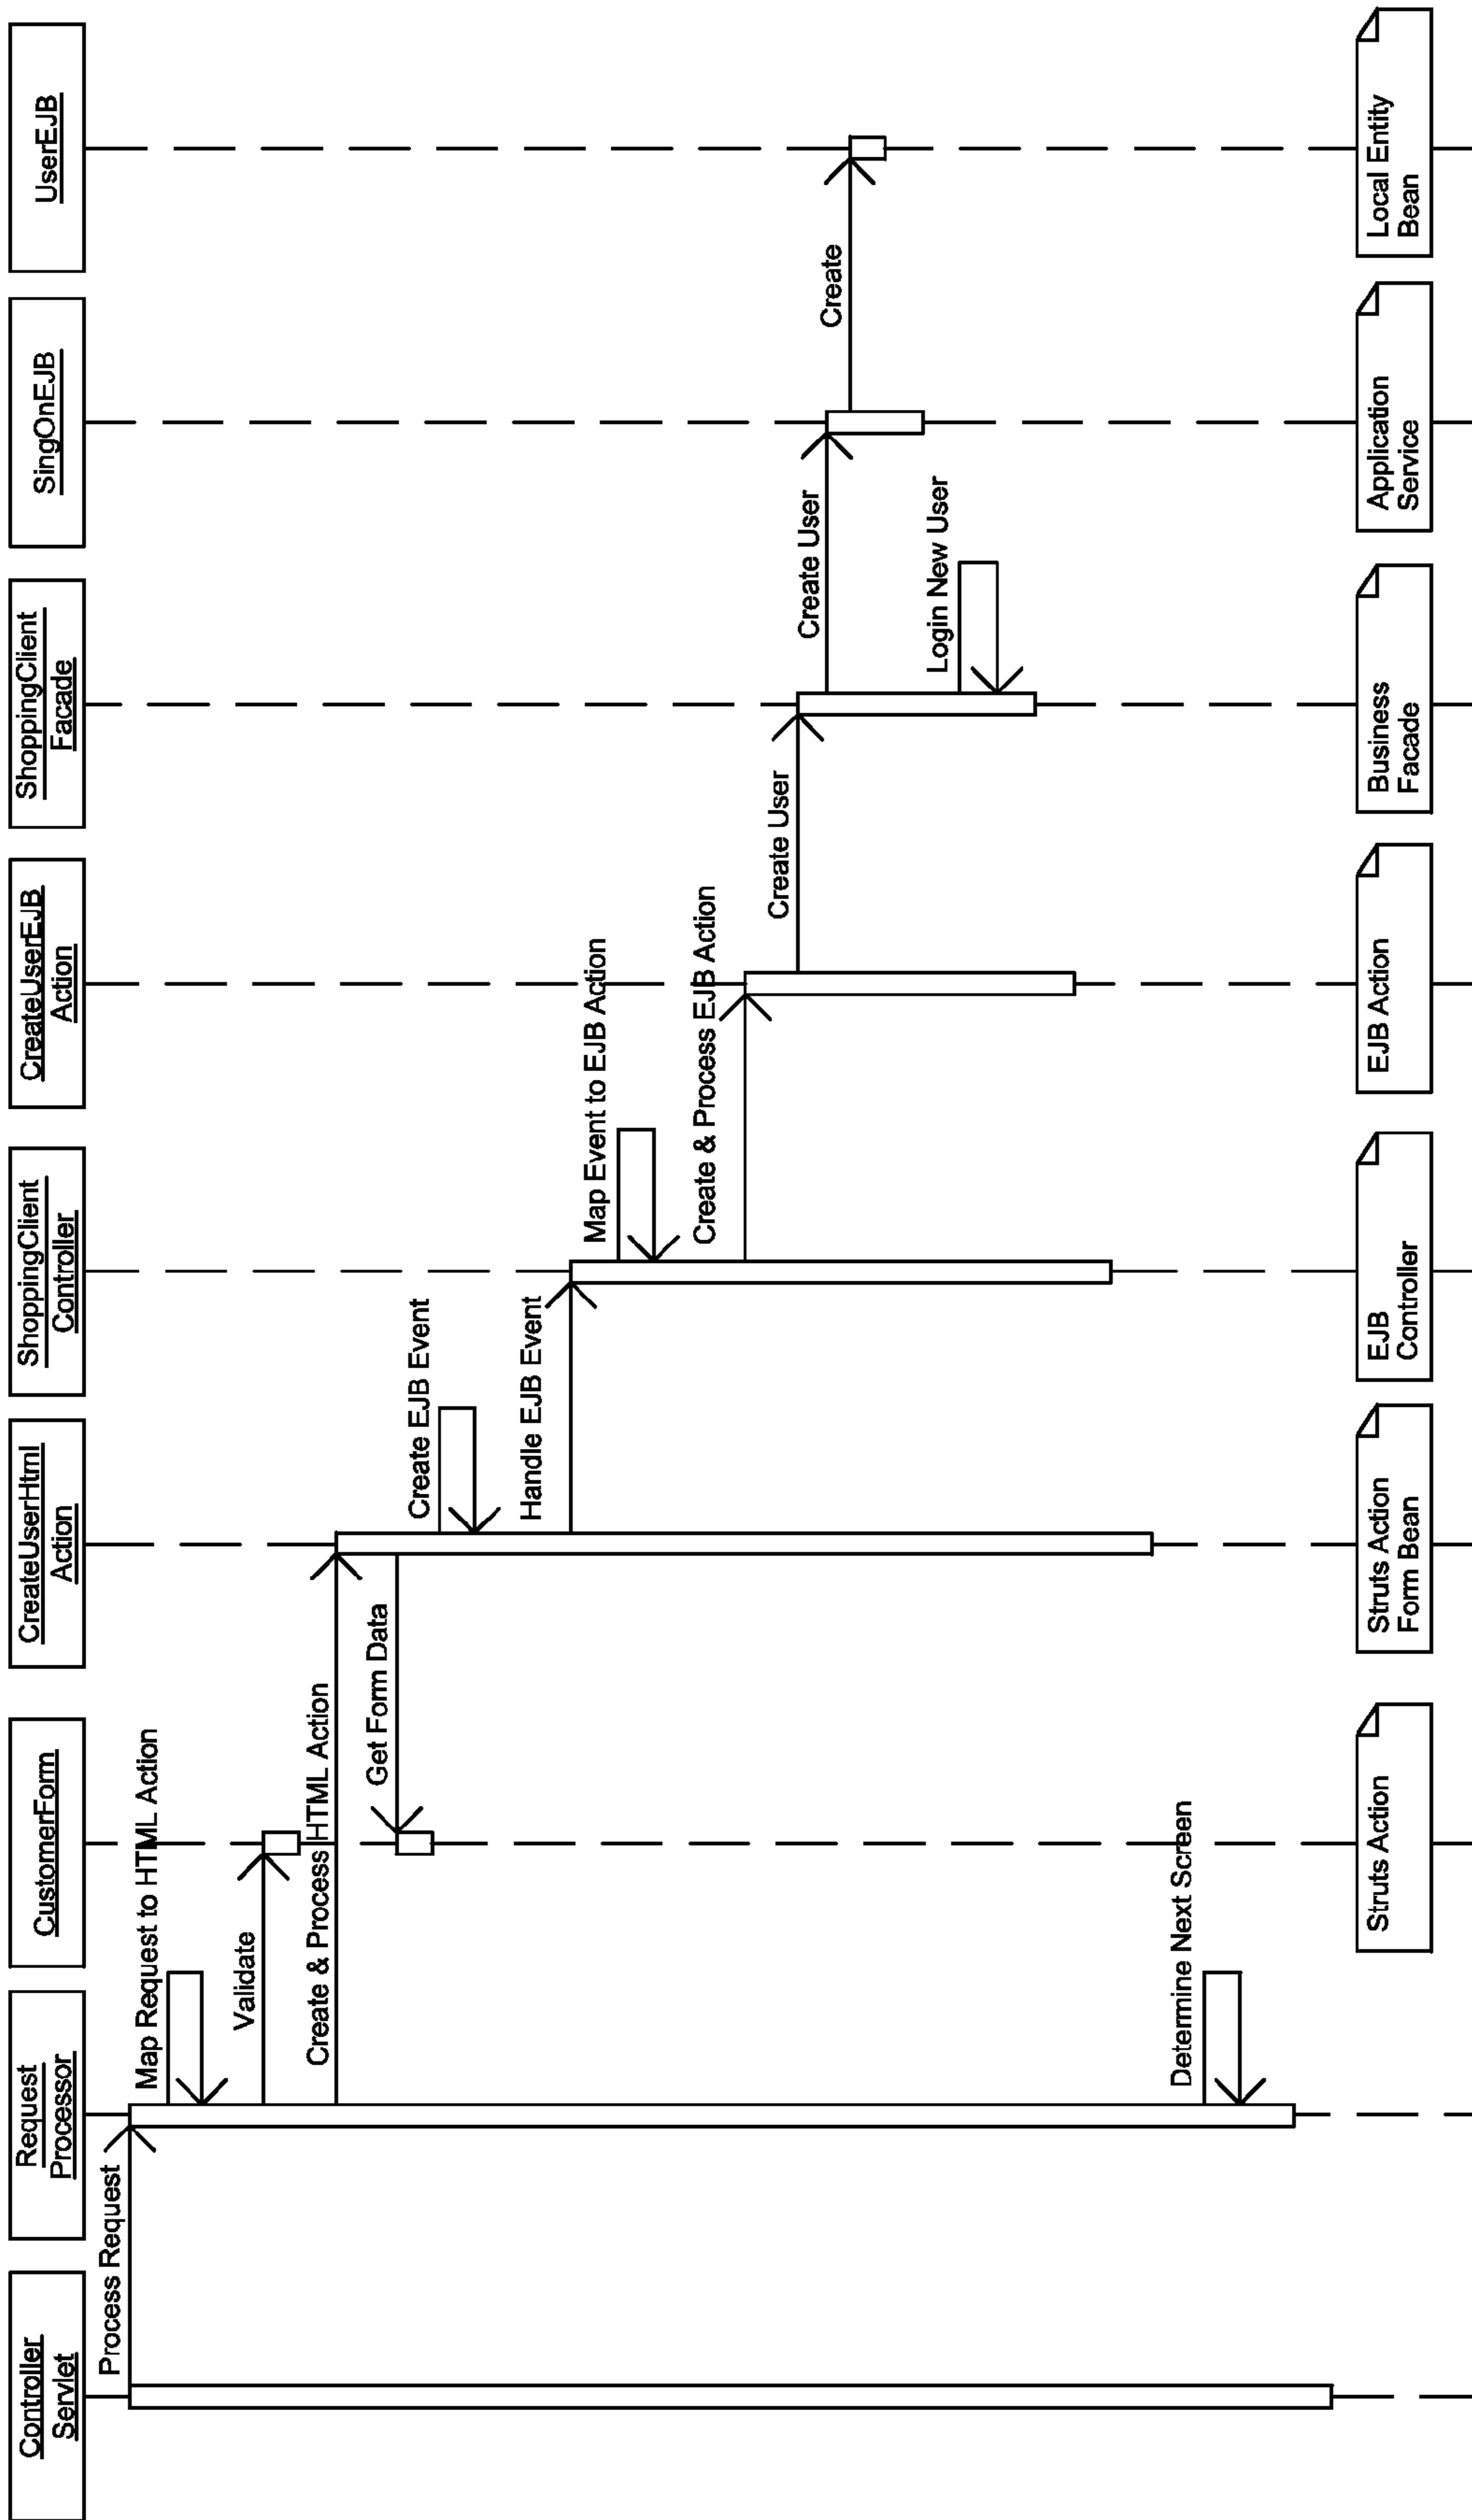 Controller
Servlet
Request
Processor
CustomerForm
CreateUserHtml
Action
ShoppingClient
Controller
CreateUserEJB
Action
ShoppingClient
Facade
SingOnEJB
UserEJB
Process Request
Map Request to HTML Action
Validate
Create & Process HTML Action
Get Form Data
Create EJB Event
Handle EJB Event
Map Event to EJB Action
Create & Process EJB Action
Create User
Create User
Create
Login New User
Determine Next Screen
Struts Action
Struts Action
Form Bean
EJB
Controller
EJB Action
Business
Facade
Application
Service
Local Entity
Bean